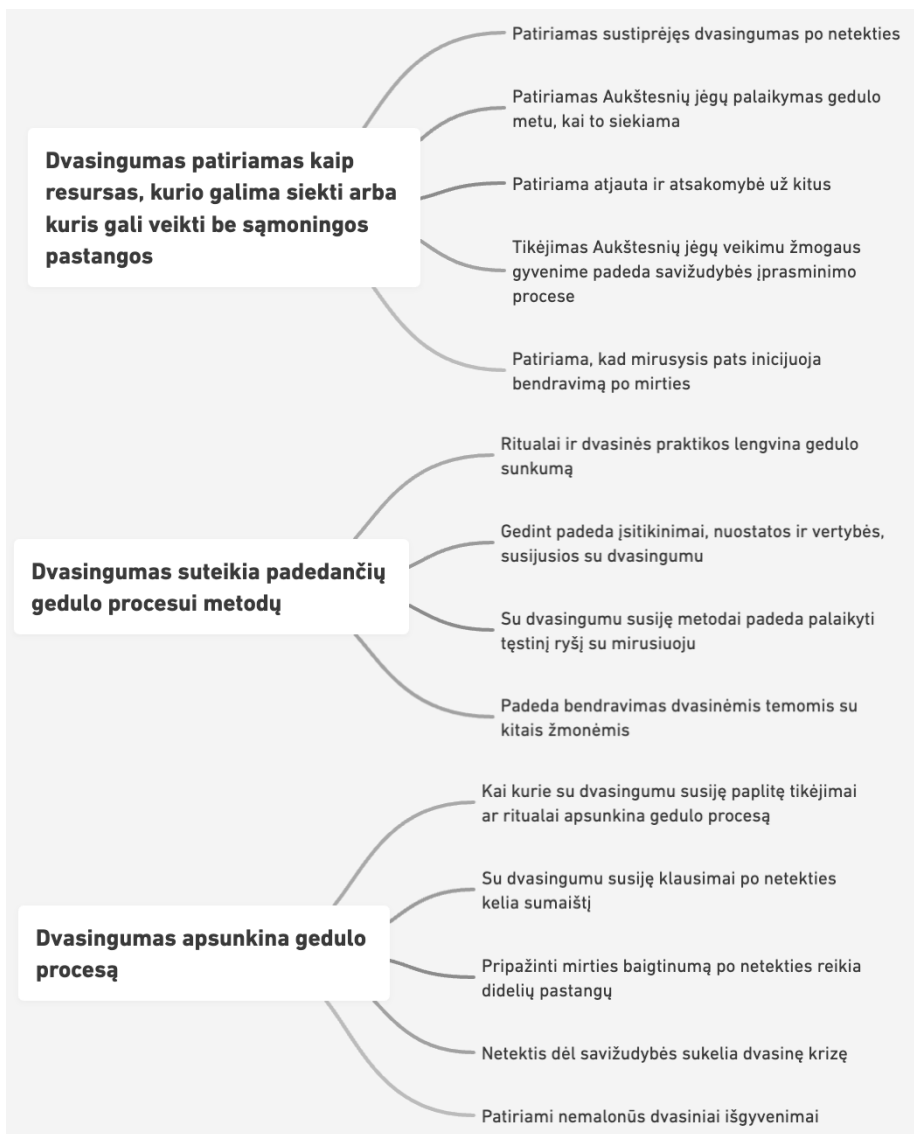 Patiriamas sustiprėjęs dvasingumas po netekties
Patiriamas Aukštesnių jėgų palaikymas gedulo
metu, kai to siekiama
Dvasingumas patiriamas kaip
resursas, kurio galima siekti arba
kuris gali veikti be sąmoningos
pastangos
Patiriama atjauta ir atsakomybė už kitus
Tikėjimas Aukštesnių jėgų veikimu žmogaus
gyvenime padeda savižudybės įprasminimo
procese
Patiriama, kad mirusysis pats inicijuoja
bendravimą po mirties
Ritualai ir dvasinės praktikos lengvina gedulo
sunkumą
Gedint padeda įsitikinimai, nuostatos ir vertybės,
susijusios su dvasingumu
Dvasingumas suteikia padedančių
gedulo procesui metodų
Su dvasingumu susiję metodai padeda palaikyti
tęstinį ryšį su mirusiuoju
Padeda bendravimas dvasinėmis temomis su
kitais žmonėmis
Kai kurie su dvasingumu susiję paplitę tikėjimai
ar ritualai apsunkina gedulo procesą
Su dvasingumu susiję klausimai po netekties
kelia sumaištį
Dvasingumas apsunkina gedulo
procesą
Pripažinti mirties baigtinumą po netekties reikia
didelių pastangų
Netektis dėl savižudybės sukelia dvasinę krizę
Patiriami nemalonūs dvasiniai išgyvenimai